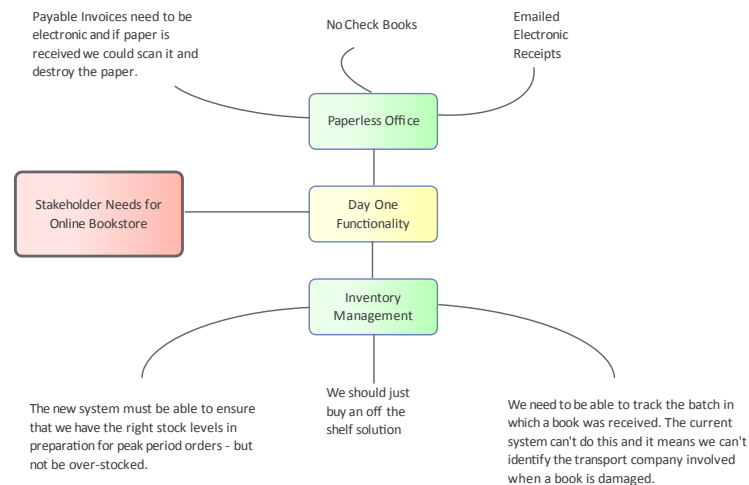 Payable Invoices need to be
electronic and if paper is
received we could scan it and
destroy the paper.
No Check Books
Emailed
Electronic
Receipts
Paperless Office
Stakeholder Needs for
Online Bookstore
Day One
Functionality
Inventory
Management
The new system must be able to ensure
that we have the right stock levels in
preparation for peak period orders - but
not be over-stocked.
We should just
buy an off the
shelf solution
We need to be able to track the batch in
which a book was received. The current
system can't do this and it means we can't
identify the transport company involved
when a book is damaged.